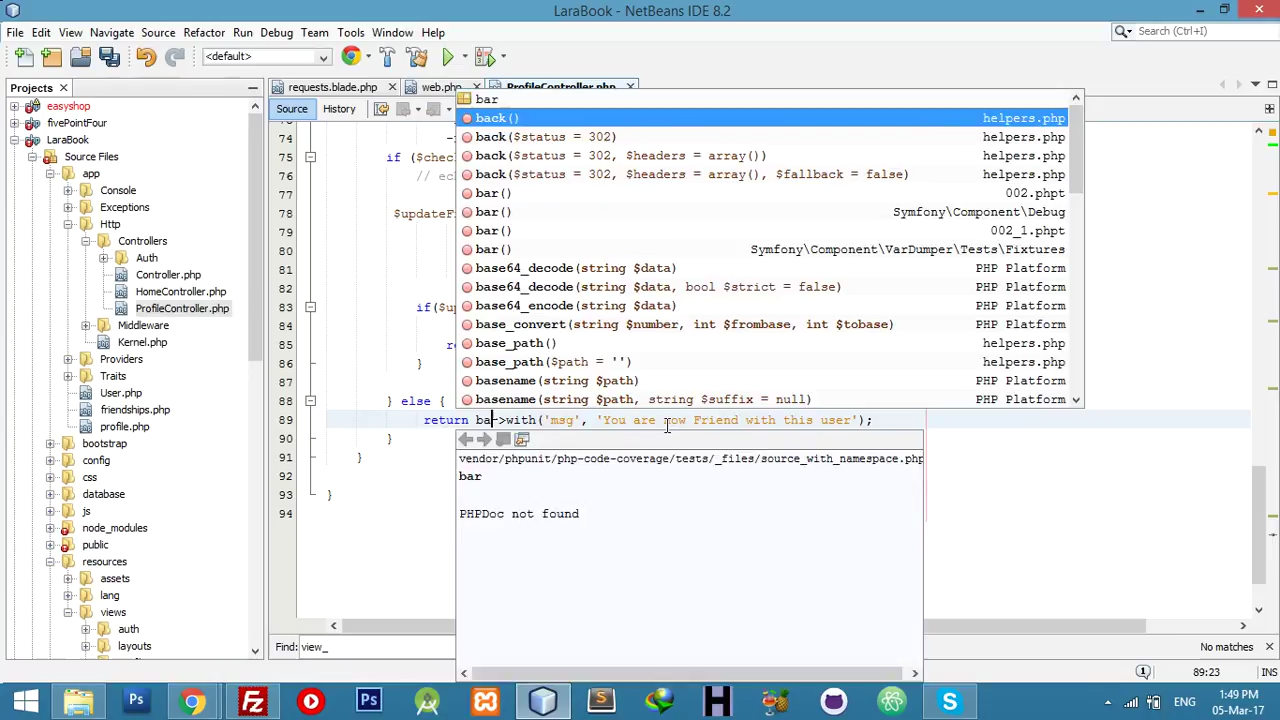 LaraBook - NetBeans IDE 8.2
File Edit View Navigate Source Refactor Run Debug Team Tools Window Help
Search (Ctrl+I)
<default>
Projects
requests.blade.php
web.php
ProfileController.php
Source
History
easyshop
fivePointFour
LaraBook
Source Files
app
Console
Exceptions
Http
Controllers
Auth
Controller.php
HomeController.php
ProfileController.php
Middleware
Kernel.php
Providers
Traits
User.php
friendships.php
profile.php
bootstrap
config
css
database
js
node_modules
public
resources
assets
lang
views
auth
layouts
74
75 if ($chec
76 // ec
77
78 $updateF
79
80
81
82
83 if($u
84
85 re
86 }
87
88 } else {
89 return ba->with('msg', 'You are now Friend with this user');
90 }
91 }
92
93 }
94
bar
back() helpers.php
back($status = 302) helpers.php
back($status = 302, $headers = array()) helpers.php
back($status = 302, $headers = array(), $fallback = false) helpers.php
bar() 002.phpt
bar() Symfony\Component\Debug
bar() 002_1.phpt
bar() Symfony\Component\VarDumper\Tests\Fixtures
base64_decode(string $data) PHP Platform
base64_decode(string $data, bool $strict = false) PHP Platform
base64_encode(string $data) PHP Platform
base_convert(string $number, int $frombase, int $tobase) PHP Platform
base_path() helpers.php
base_path($path = '') helpers.php
basename(string $path) PHP Platform
basename(string $path, string $suffix = null) PHP Platform
vendor/phpunit/php-code-coverage/tests/_files/source_with_namespace.php
bar
PHPDoc not found
Find: view_
No matches
89:23 INS
Ps
Ps
ENG
1:49 PM
05-Mar-17